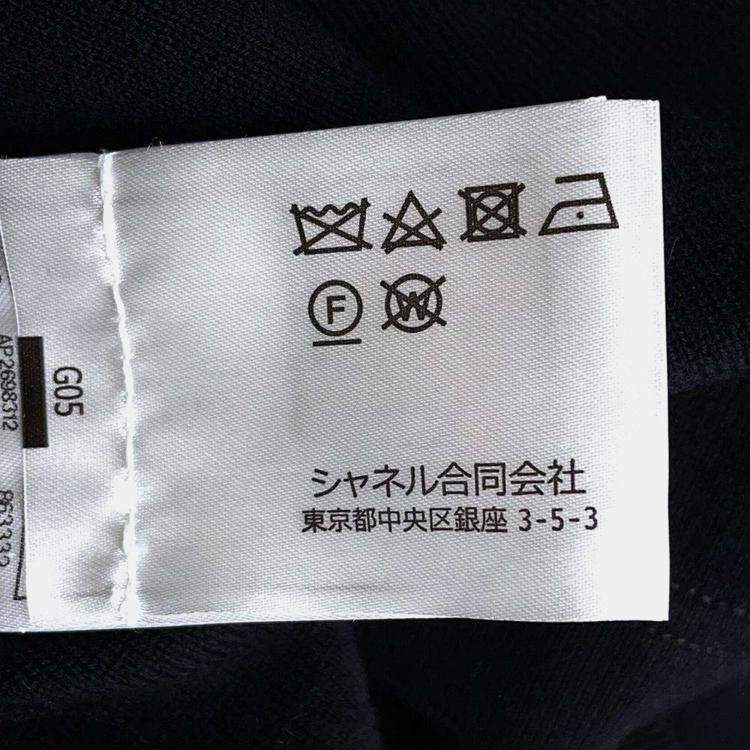 F
W
シャネル合同会社
東京都中央区銀座 3-5-3
G05
AP2698312